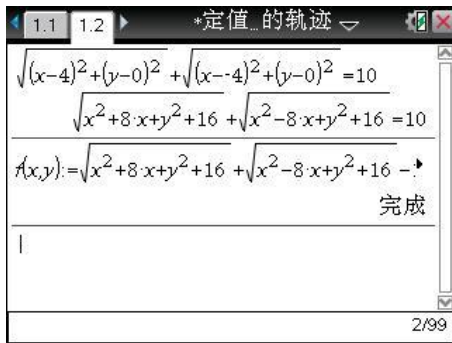 1.1 1.2 *定值_的轨迹
√(x-4)²+(y-0)² +√(x--4)²+(y-0)² =10
√x²+8·x+y²+16 +√x²-8·x+y²+16 =10
f(x,y):=√x²+8·x+y²+16 +√x²-8·x+y²+16 -
完成
2/99